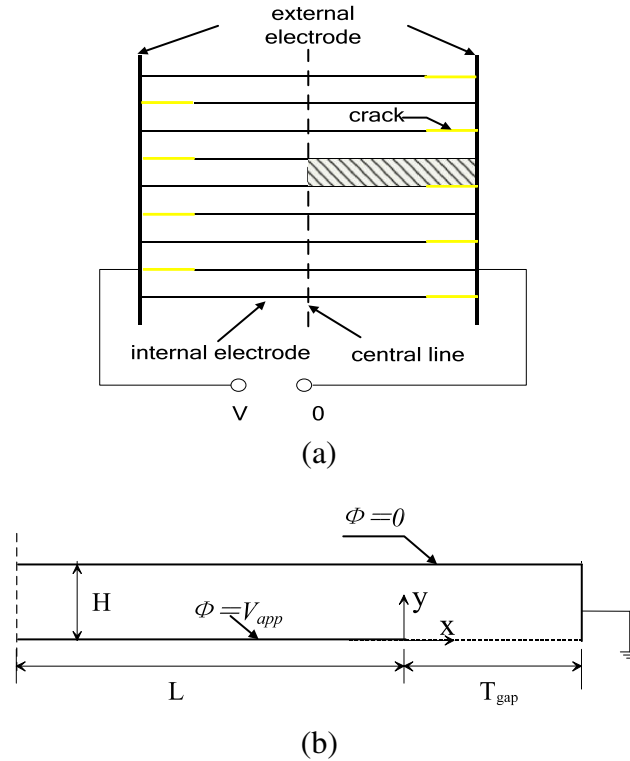 external
electrode
crack
internal electrode
central line
V
0
(a)
Φ=0
H
Φ=V_app
y
x
L
T_gap
(b)